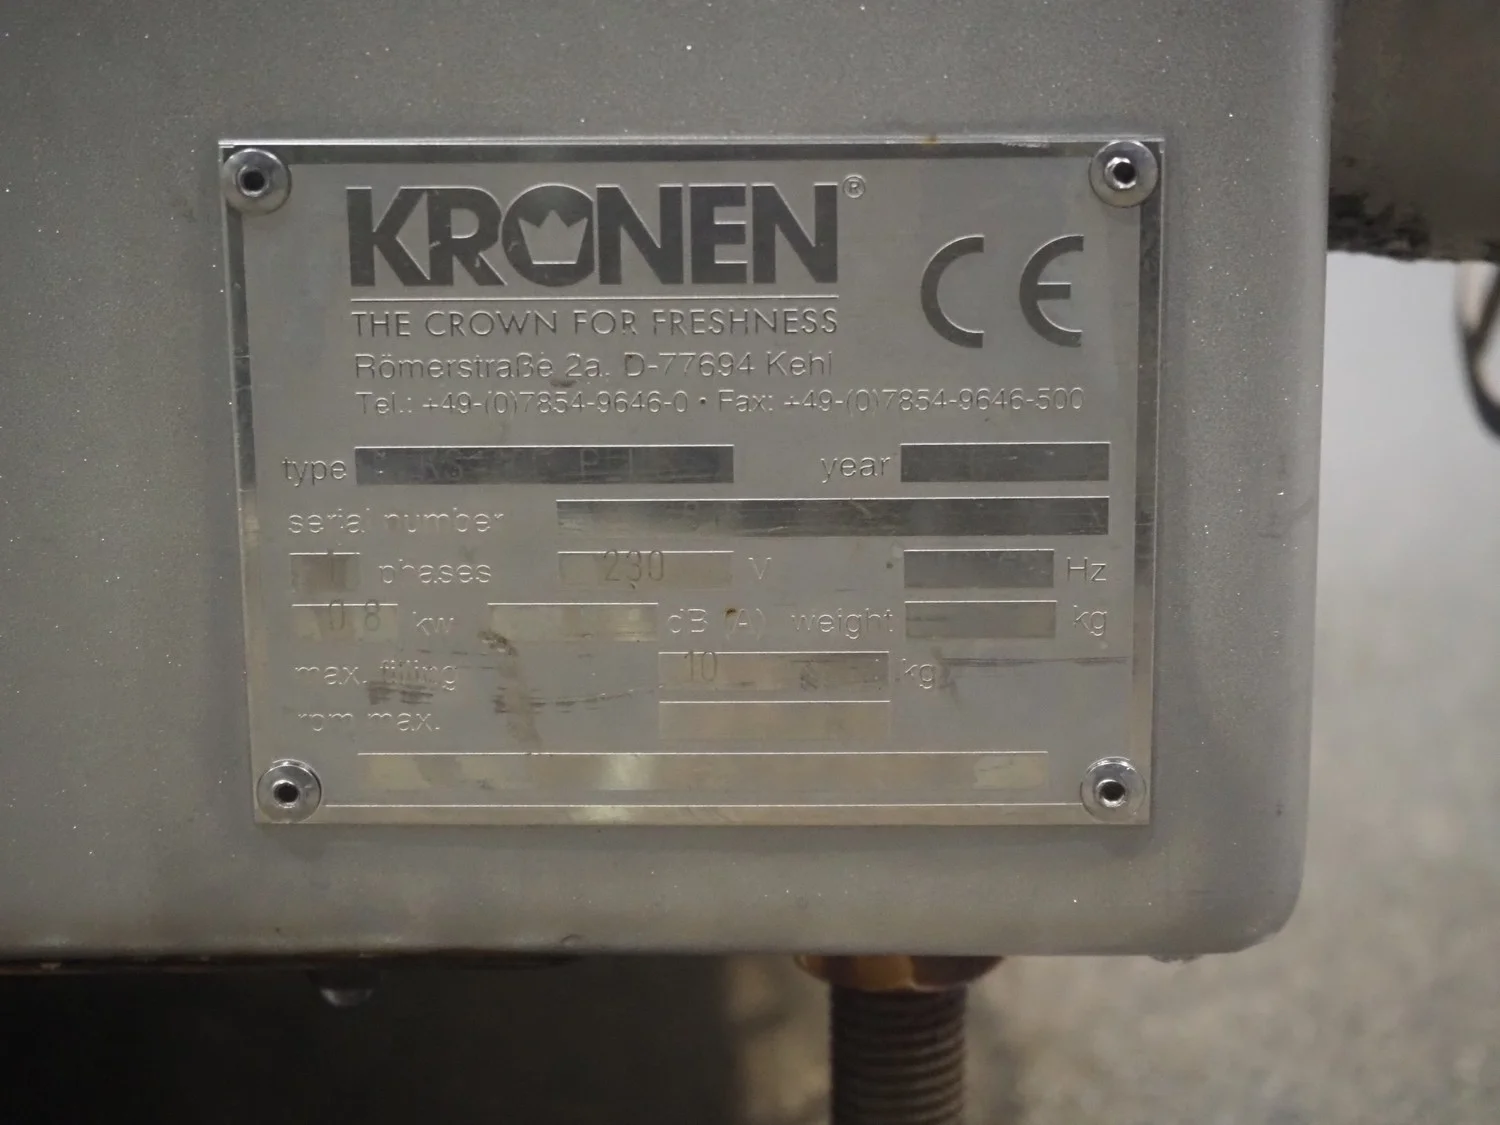 KRONEN®
THE CROWN FOR FRESHNESS
CE
Römerstraße 2a. D-77694 Kehl
Tel.: +49-(0)7854-9646-0 · Fax: +49-(0)7854-9646-500
type year
serial number
1 phases 230 V Hz
0.8 kw dB (A) weight kg
max. filling 10 kg
rpm max.